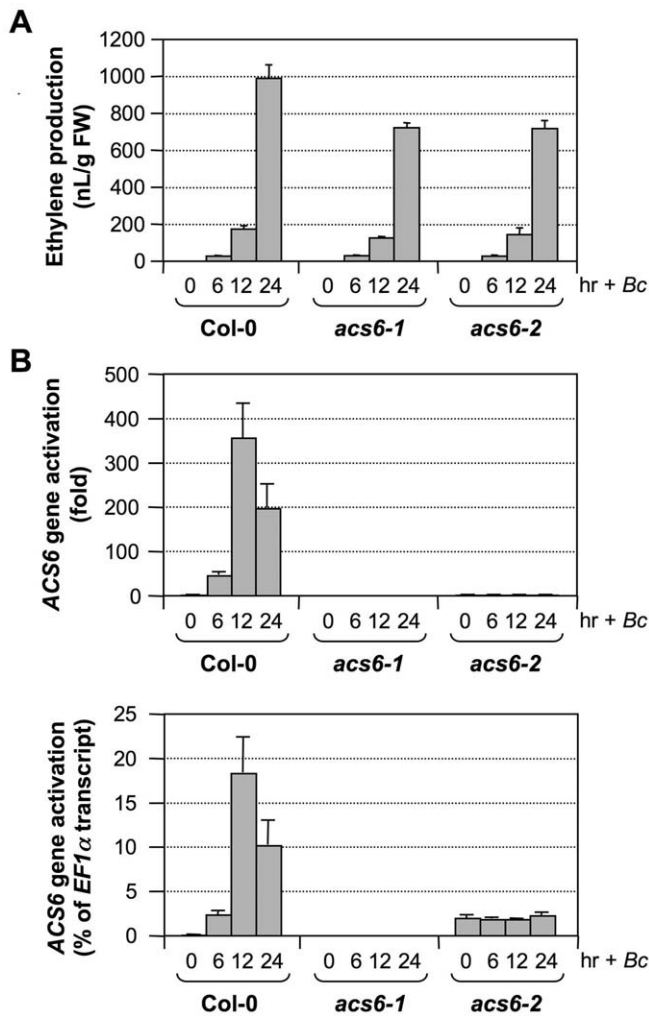 A
Ethylene production
(nL/g FW)
1200
1000
800
600
400
200
0
0 6 12 24 0 6 12 24 0 6 12 24 hr + Bc
Col-0 acs6-1 acs6-2
B
ACS6 gene activation
(fold)
500
400
300
200
100
0
0 6 12 24 0 6 12 24 0 6 12 24 hr + Bc
Col-0 acs6-1 acs6-2
ACS6 gene activation
(% of EF1α transcript)
25
20
15
10
5
0
0 6 12 24 0 6 12 24 0 6 12 24 hr + Bc
Col-0 acs6-1 acs6-2